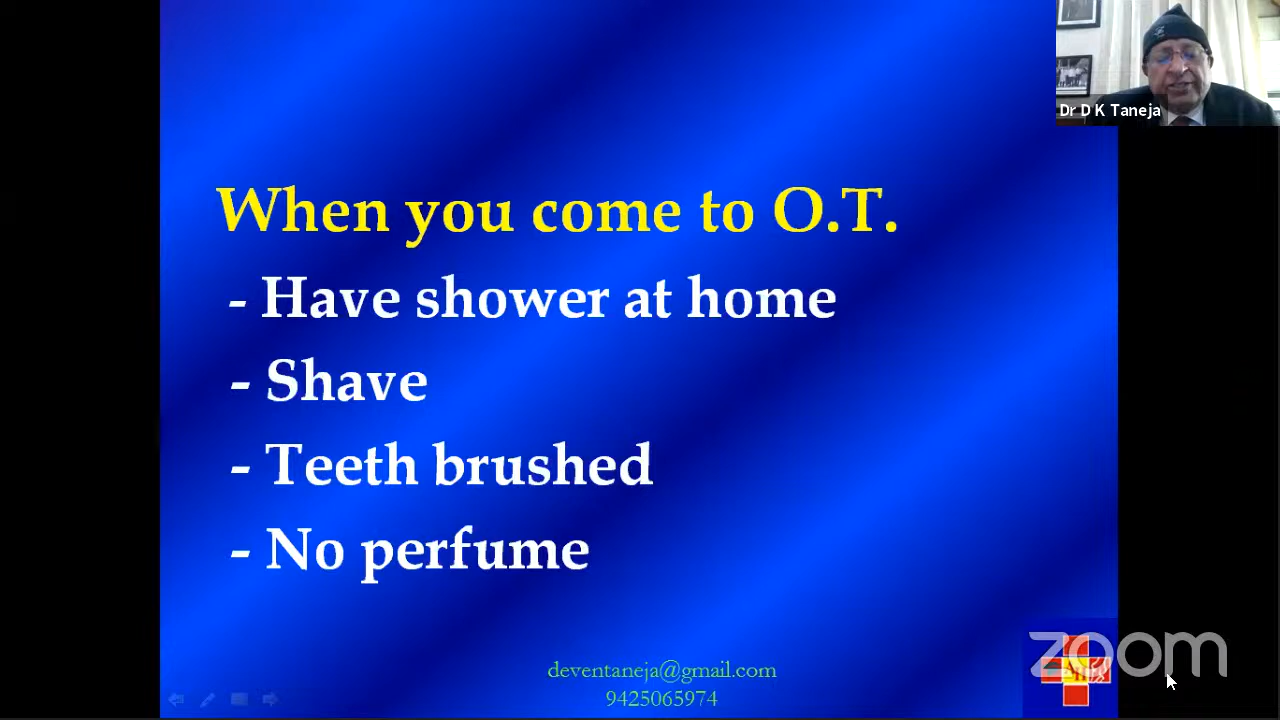 Dr D K Taneja
When you come to O.T.
- Have shower at home
- Shave
- Teeth brushed
- No perfume
deventaneja@gmail.com
9425065974
zoom